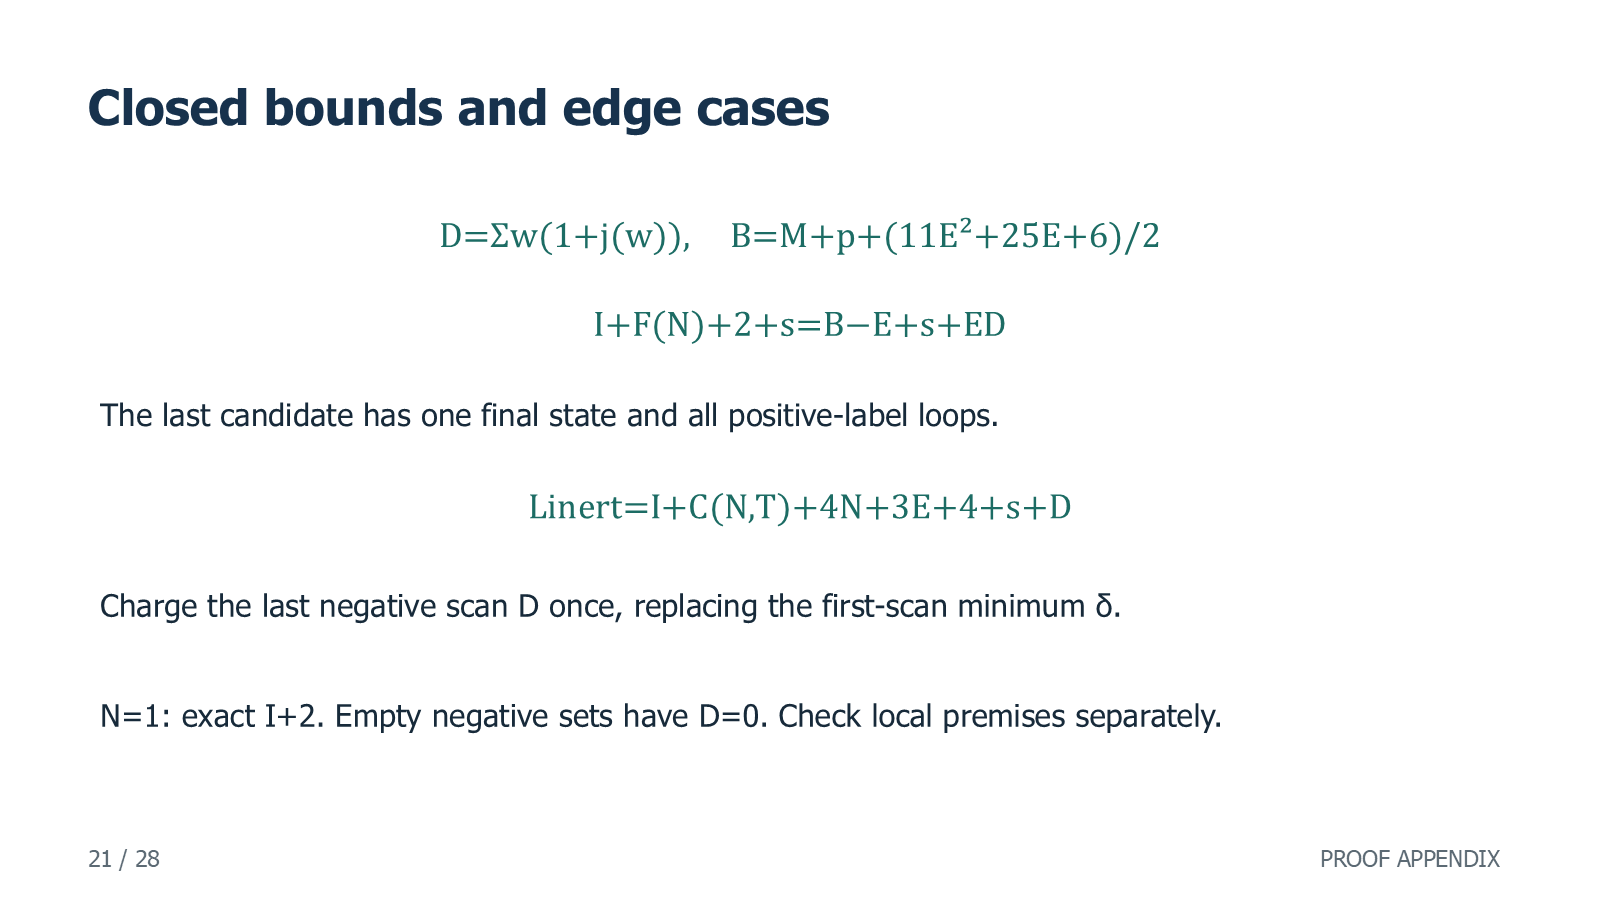 Closed bounds and edge cases
D=Σw(1+j(w)), B=M+p+(11E²+25E+6)/2
I+F(N)+2+s=B−E+s+ED
The last candidate has one final state and all positive-label loops.
Linert=I+C(N,T)+4N+3E+4+s+D
Charge the last negative scan D once, replacing the first-scan minimum δ.
N=1: exact I+2. Empty negative sets have D=0. Check local premises separately.
21 / 28
PROOF APPENDIX